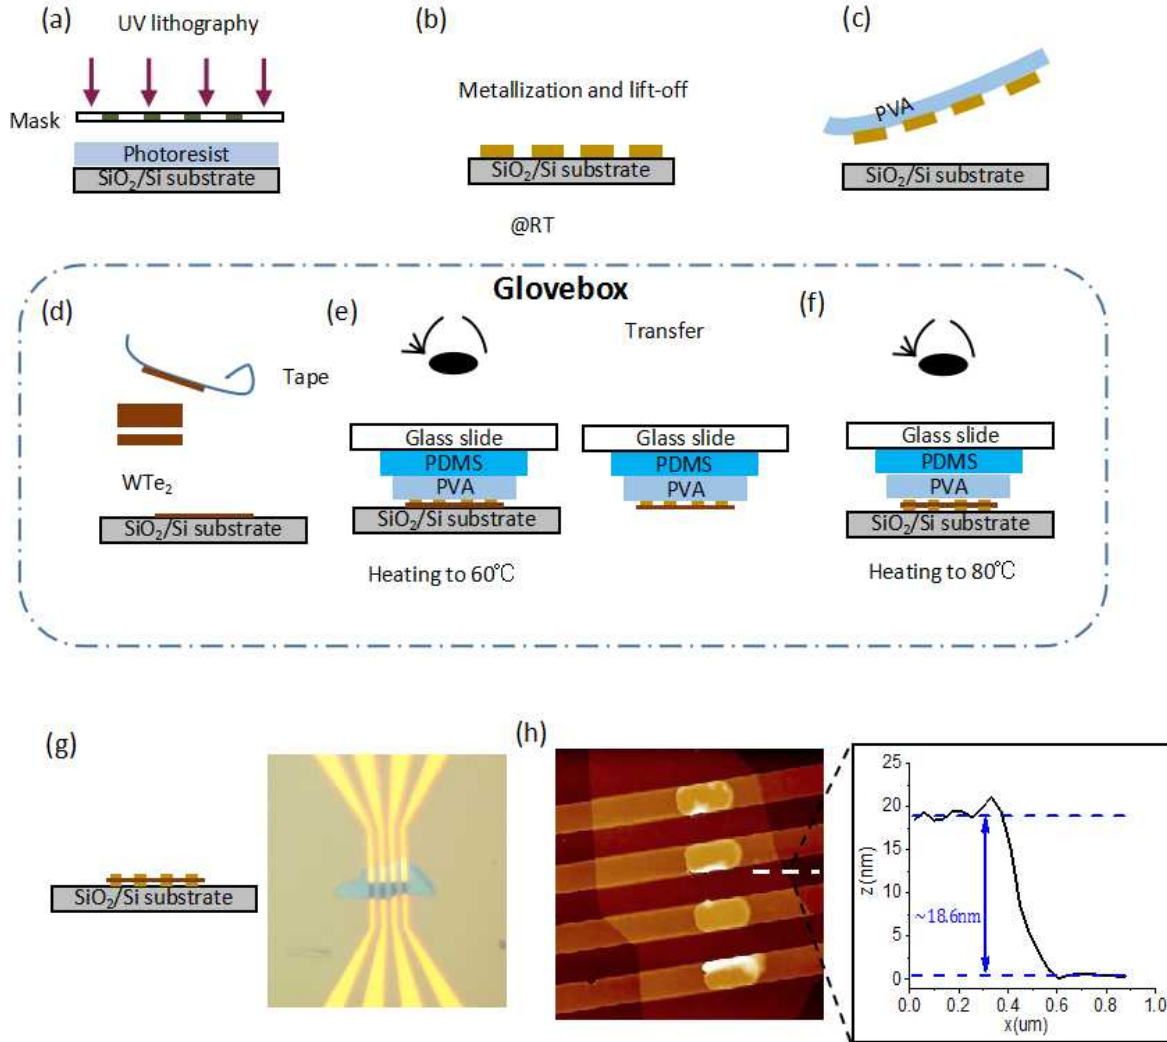 (a)
UV lithography
Mask
Photoresist
SiO₂/Si substrate
(b)
Metallization and lift-off
SiO₂/Si substrate
@RT
(c)
PVA
SiO₂/Si substrate
Glovebox
(d)
Tape
WTe₂
SiO₂/Si substrate
(e)
Transfer
Glass slide
PDMS
PVA
SiO₂/Si substrate
Heating to 60℃
Glass slide
PDMS
PVA
(f)
Glass slide
PDMS
PVA
SiO₂/Si substrate
Heating to 80℃
(g)
SiO₂/Si substrate
(h)
25
20
15
10
5
0
z(nm)
~18.6nm
0.0 0.2 0.4 0.6 0.8 1.0
x(um)